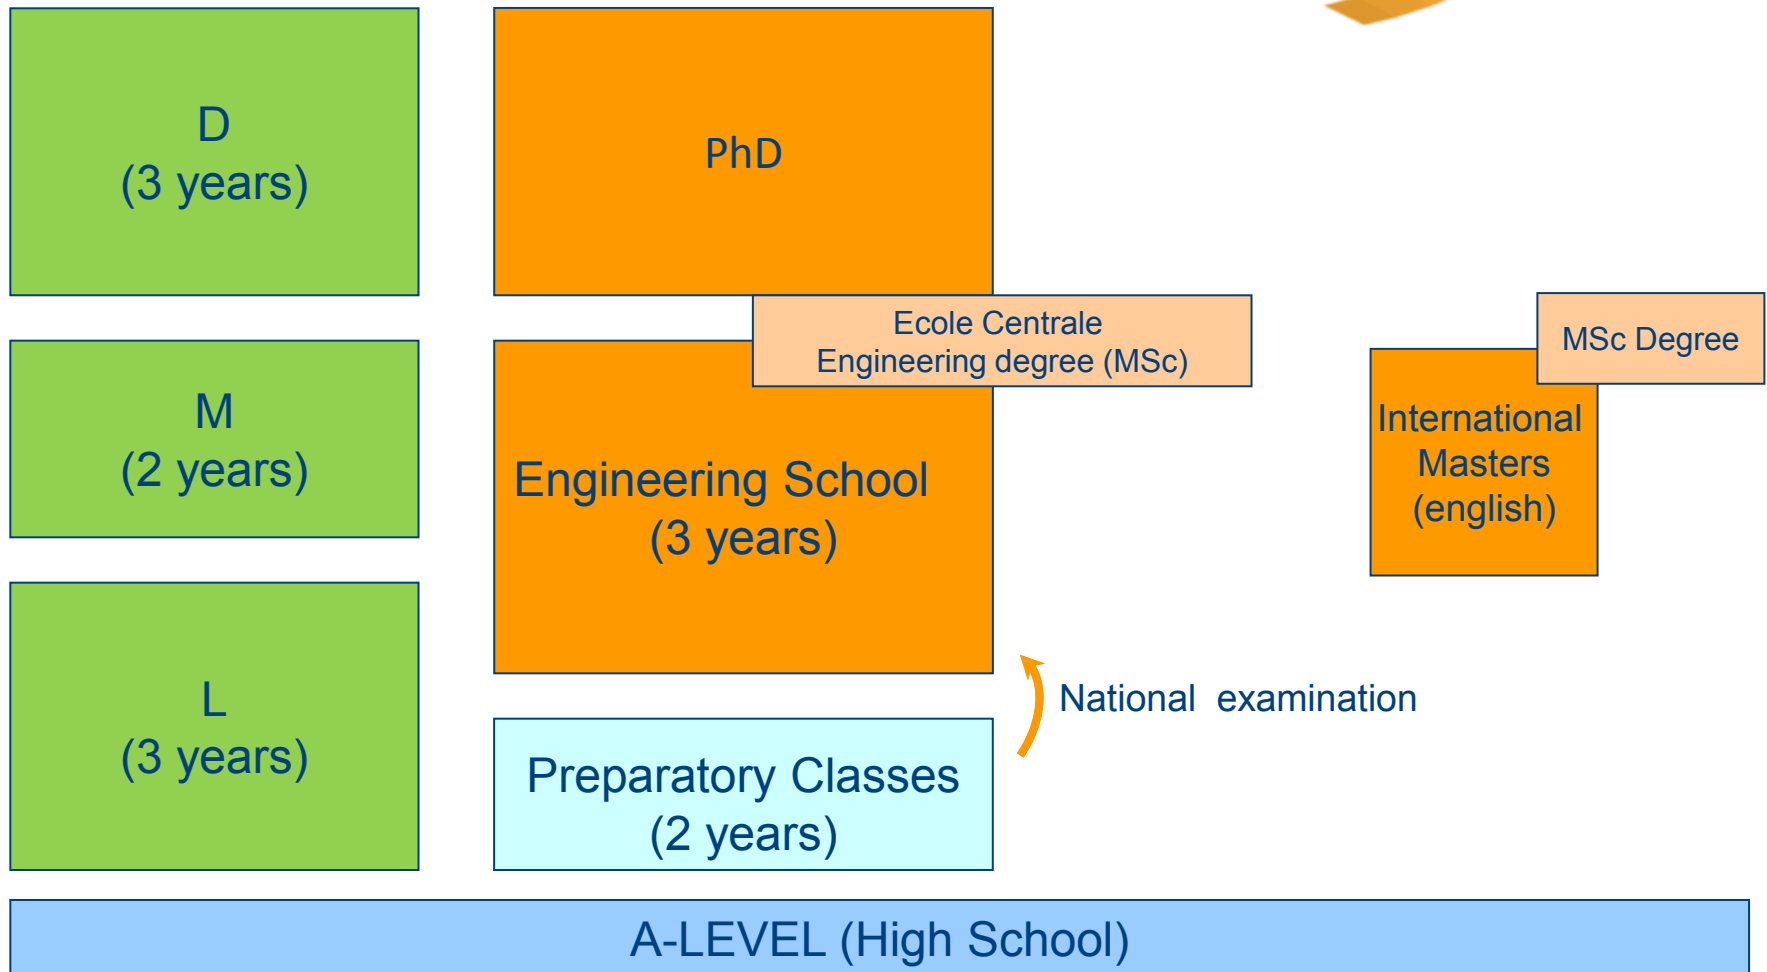 D
(3 years)
M
(2 years)
L
(3 years)
PhD
Ecole Centrale
Engineering degree (MSc)
Engineering School
(3 years)
National  examination
Preparatory Classes
(2 years)
MSc Degree
International
Masters
(english)
A-LEVEL (High School)